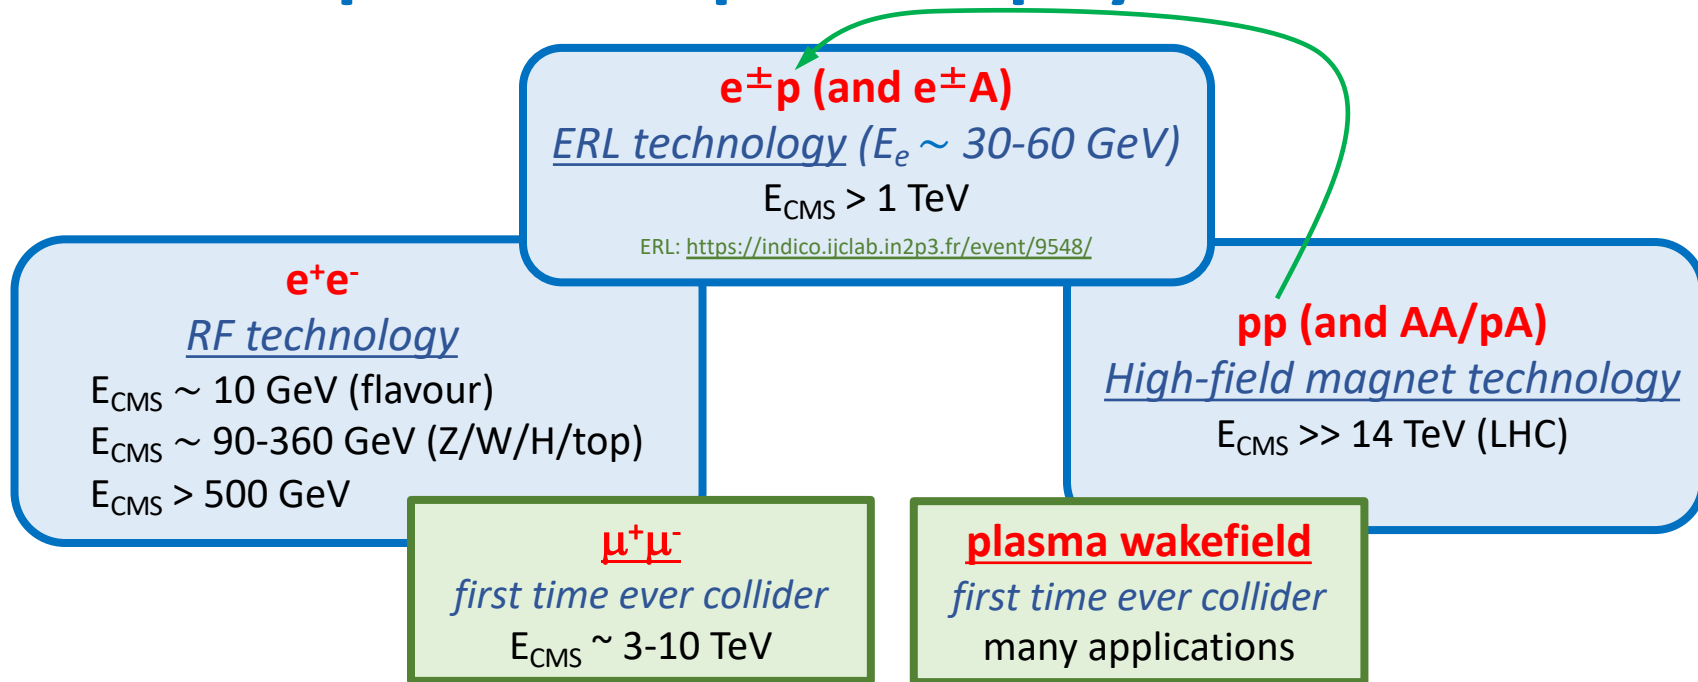 e±p (and e±A)
ERL technology (Ee ~ 30-60 GeV)
ECMS > 1 TeV
ERL: https://indico.ijclab.in2p3.fr/event/9548/
e+e-
RF technology
ECMS ~ 10 GeV (flavour)
ECMS ~ 90-360 GeV (Z/W/H/top)
ECMS > 500 GeV
pp (and AA/pA)
High-field magnet technology
ECMS >> 14 TeV (LHC)
μ+μ-
first time ever collider
ECMS ~ 3-10 TeV
plasma wakefield
first time ever collider
many applications